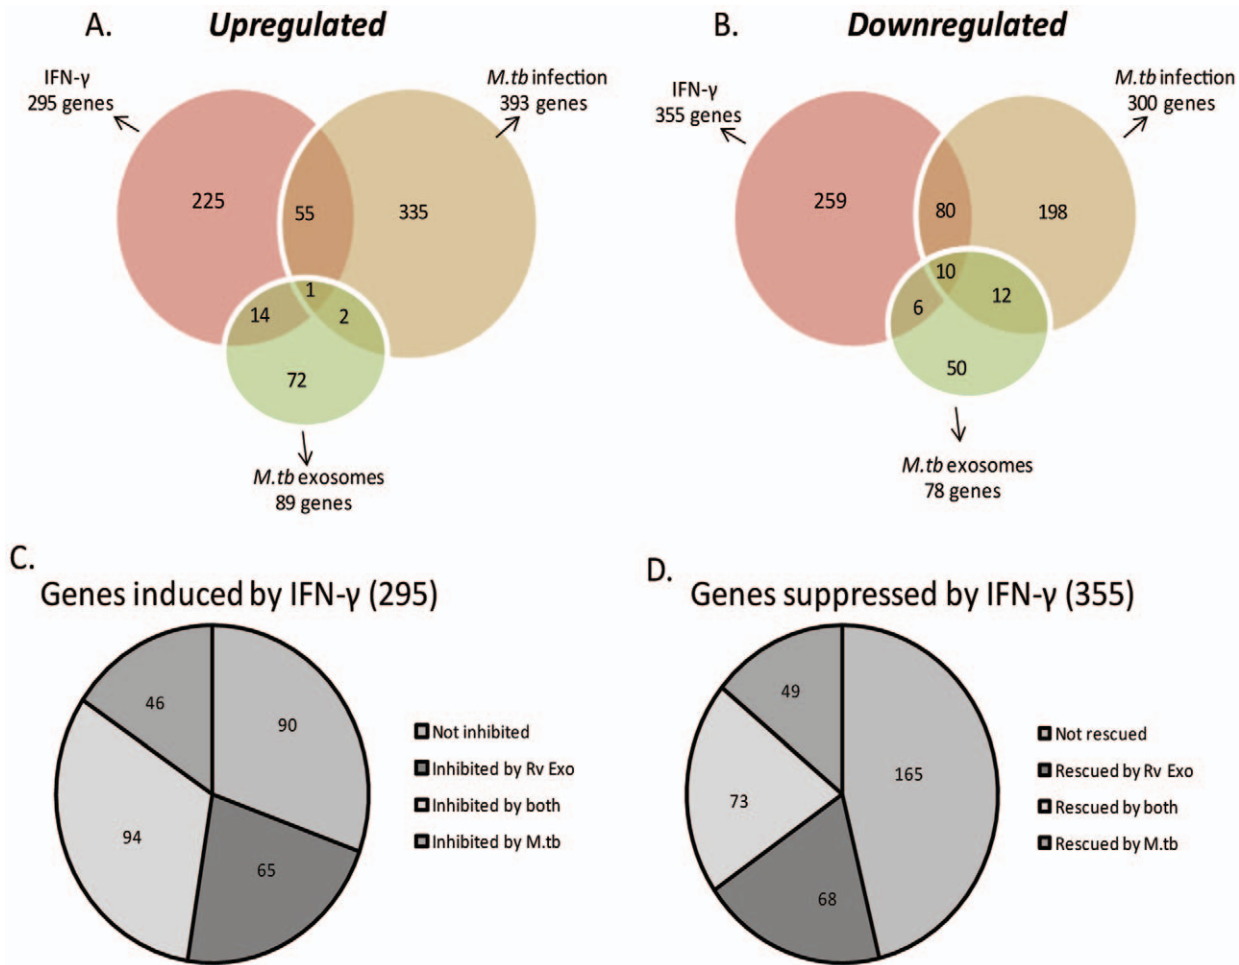 A.
Upregulated
IFN-γ
295 genes
M.tb infection
393 genes
225
55
335
1
14
2
72
M.tb exosomes
89 genes
B.
Downregulated
IFN-γ
355 genes
M.tb infection
300 genes
259
80
198
10
6
12
50
M.tb exosomes
78 genes
C.
Genes induced by IFN-γ (295)
46
90
94
65
Not inhibited
Inhibited by Rv Exo
Inhibited by both
Inhibited by M.tb
D.
Genes suppressed by IFN-γ (355)
49
165
73
68
Not rescued
Rescued by Rv Exo
Rescued by both
Rescued by M.tb